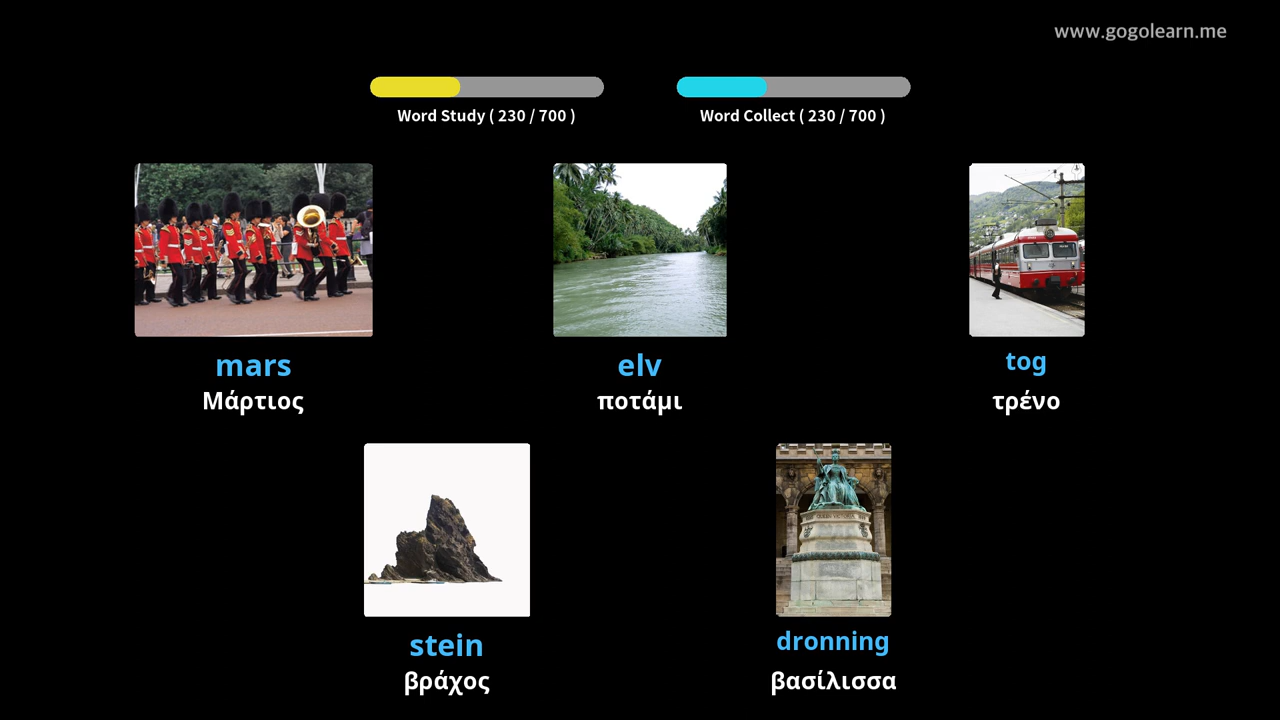 www.gogolearn.me
Word Study ( 230 / 700 )
Word Collect ( 230 / 700 )
mars
Μάρτιος
elv
ποτάμι
tog
τρένο
stein
βράχος
dronning
βασίλισσα